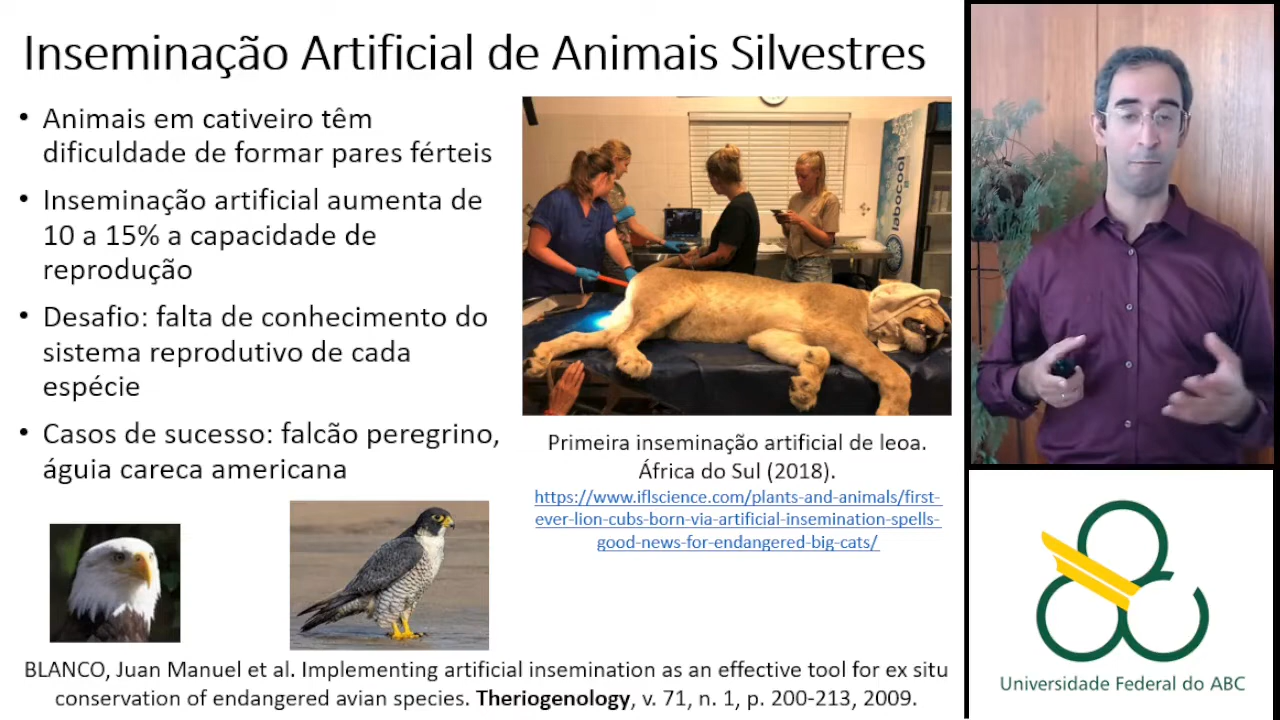 Inseminação Artificial de Animais Silvestres
• Animais em cativeiro têm
dificuldade de formar pares férteis
• Inseminação artificial aumenta de
10 a 15% a capacidade de
reprodução
• Desafio: falta de conhecimento do
sistema reprodutivo de cada
espécie
• Casos de sucesso: falcão peregrino,
águia careca americana
labocool
Primeira inseminação artificial de leoa.
África do Sul (2018).
https://www.iflscience.com/plants-and-animals/first-
ever-lion-cubs-born-via-artificial-insemination-spells-
good-news-for-endangered-big-cats/
BLANCO, Juan Manuel et al. Implementing artificial insemination as an effective tool for ex situ
conservation of endangered avian species. Theriogenology, v. 71, n. 1, p. 200-213, 2009.
Universidade Federal do ABC